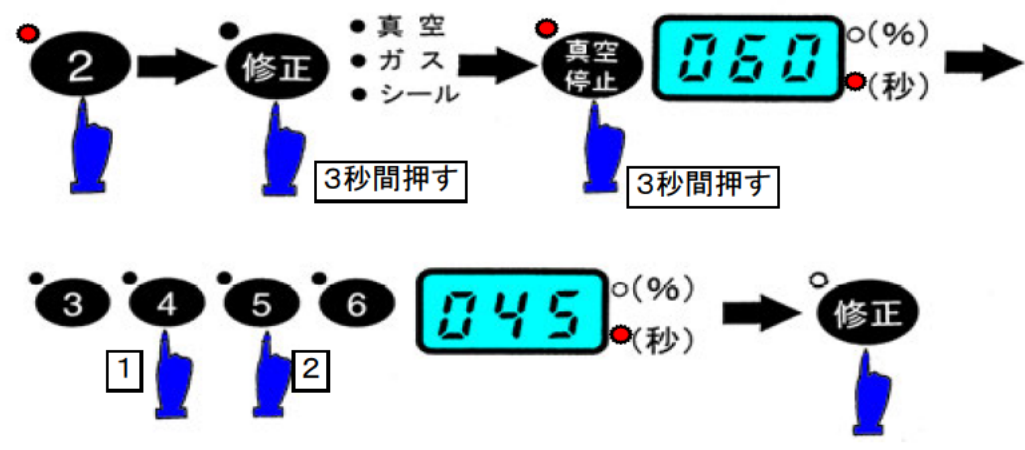 2
修正
● 真 空
● ガ ス
● シール
真空
停止
060
(%)
(秒)
3秒間押す
3秒間押す
3
4
5
6
1
2
045
(%)
(秒)
修正